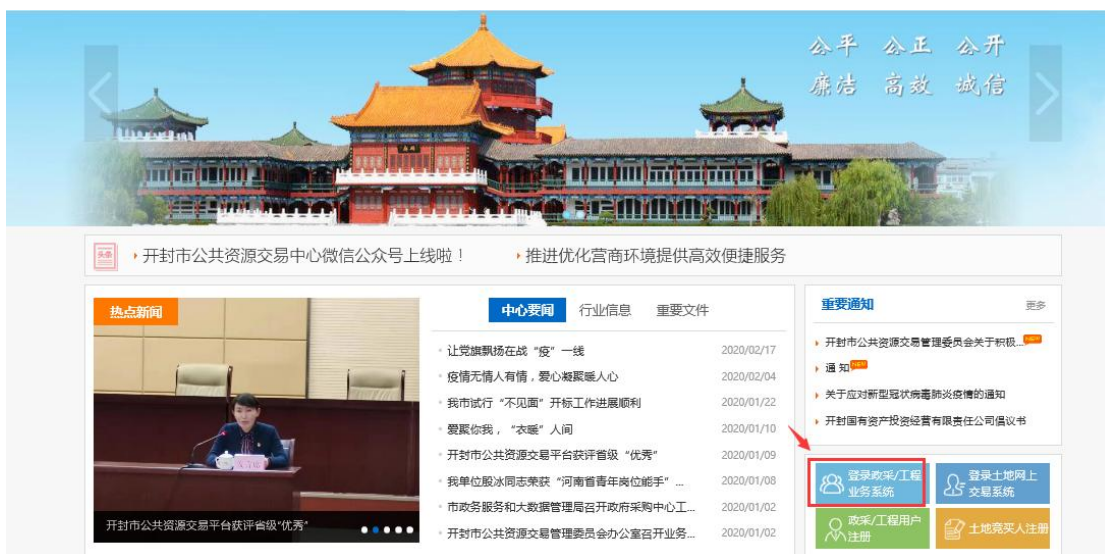 公平 公正 公开
廉洁 高效 诚信
头条
开封市公共资源交易中心微信公众号上线啦！
推进优化营商环境提供高效便捷服务
热点新闻
开封市公共资源交易平台获评省级“优秀”
中心要闻 行业信息 重要文件
让党旗飘扬在战“疫”一线 2020/02/17
疫情无情人有情，爱心凝聚暖人心 2020/02/04
我市试行“不见面”开标工作进展顺利 2020/01/22
爱聚你我，“衣暖”人间 2020/01/10
开封市公共资源交易平台获评省级“优秀” 2020/01/09
我单位殷冰同志荣获“河南省青年岗位能手”... 2020/01/08
市政务服务和大数据管理局召开政府采购中心工... 2020/01/02
开封市公共资源交易管理委员会办公室召开业务... 2020/01/02
重要通知 更多
开封市公共资源交易管理委员会关于积极...
通 知
关于应对新型冠状病毒肺炎疫情的通知
开封国有资产投资经营有限责任公司倡议书
登录政采/工程
业务系统
登录土地网上
交易系统
政采/工程用户
注册
土地竞买人注册